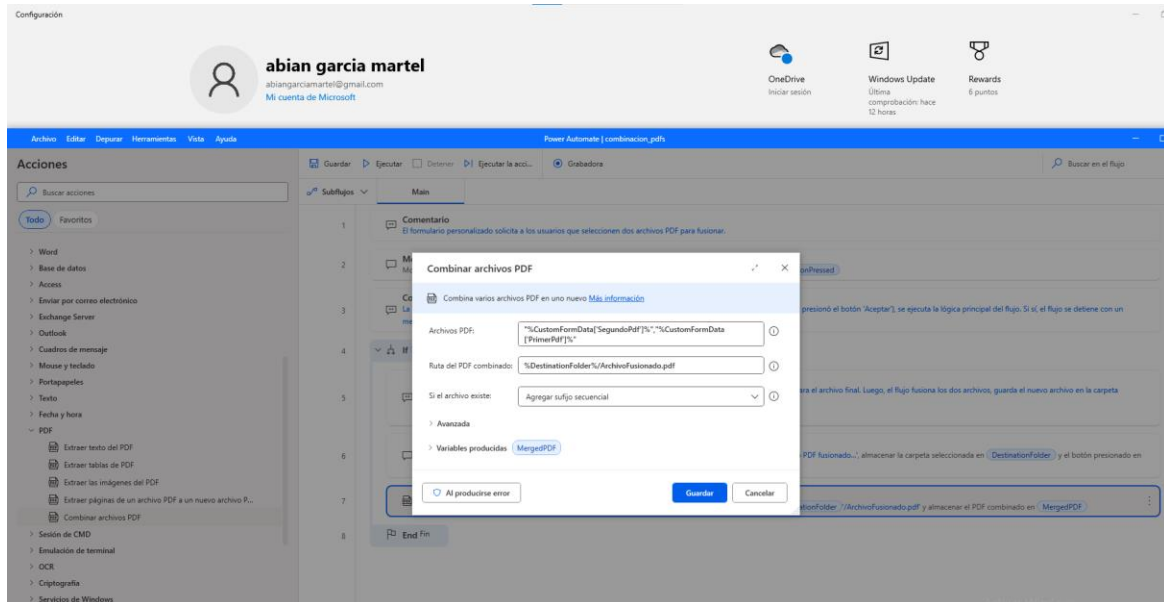 Configuración
abian garcia martel
abiangarciamartel@gmail.com
Mi cuenta de Microsoft
OneDrive
Iniciar sesión
Windows Update
Última
comprobación: hace
12 horas
Rewards
6 puntos
Archivo Editar Depurar Herramientas Vista Ayuda
Power Automate | combinacion_pdfs
Acciones
Guardar Ejecutar Detener Ejecutar la acci... Grabadora
Buscar en el flujo
Buscar acciones
Subflujos
Main
Todo Favoritos
Word
Base de datos
Access
Enviar por correo electrónico
Exchange Server
Outlook
Cuadros de mensaje
Mouse y teclado
Portapapeles
Texto
Fecha y hora
PDF
Extraer texto del PDF
Extraer tablas de PDF
Extraer las imágenes del PDF
Extraer páginas de un archivo PDF a un nuevo archivo P...
Combinar archivos PDF
Sesión de CMD
Emulación de terminal
OCR
Criptografía
Servicios de Windows
1
Comentario
El formulario personalizado solicita a los usuarios que seleccionen dos archivos PDF para fusionar.
2
onPressed
3
presionó el botón 'Aceptar'), se ejecuta la lógica principal del flujo. Si sí, el flujo se detiene con un
4
If
5
ara el archivo final. Luego, el flujo fusiona los dos archivos, guarda el nuevo archivo en la carpeta
6
PDF fusionado...', almacenar la carpeta seleccionada en DestinationFolder y el botón presionado en
7
ationFolder '/ArchivoFusionado.pdf y almacenar el PDF combinado en MergedPDF
8
End Fin
Combinar archivos PDF
Combina varios archivos PDF en uno nuevo Más información
Archivos PDF:
"%CustomFormData['SegundoPdf']%","%CustomFormData
['PrimerPdf']%"
Ruta del PDF combinado:
%DestinationFolder%/ArchivoFusionado.pdf
Si el archivo existe:
Agregar sufijo secuencial
Avanzada
Variables producidas MergedPDF
Al producirse error
Guardar
Cancelar